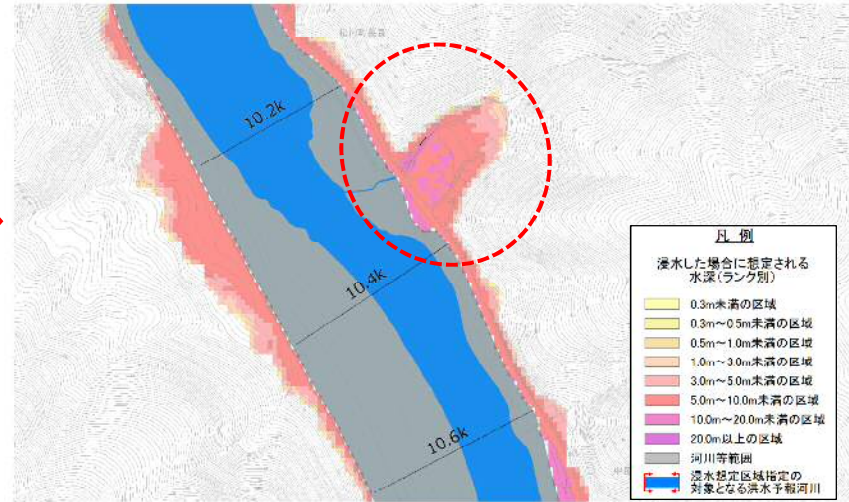 10.2k
10.4k
10.6k
凡 例
浸水した場合に想定される
水深(ランク別)
0.3m未満の区域
0.3m～0.5m未満の区域
0.5m～1.0m未満の区域
1.0m～3.0m未満の区域
3.0m～5.0m未満の区域
5.0m～10.0m未満の区域
10.0m～20.0m未満の区域
20.0m以上の区域
河川等範囲
浸水想定区域指定の
対象となる洪水予報河川